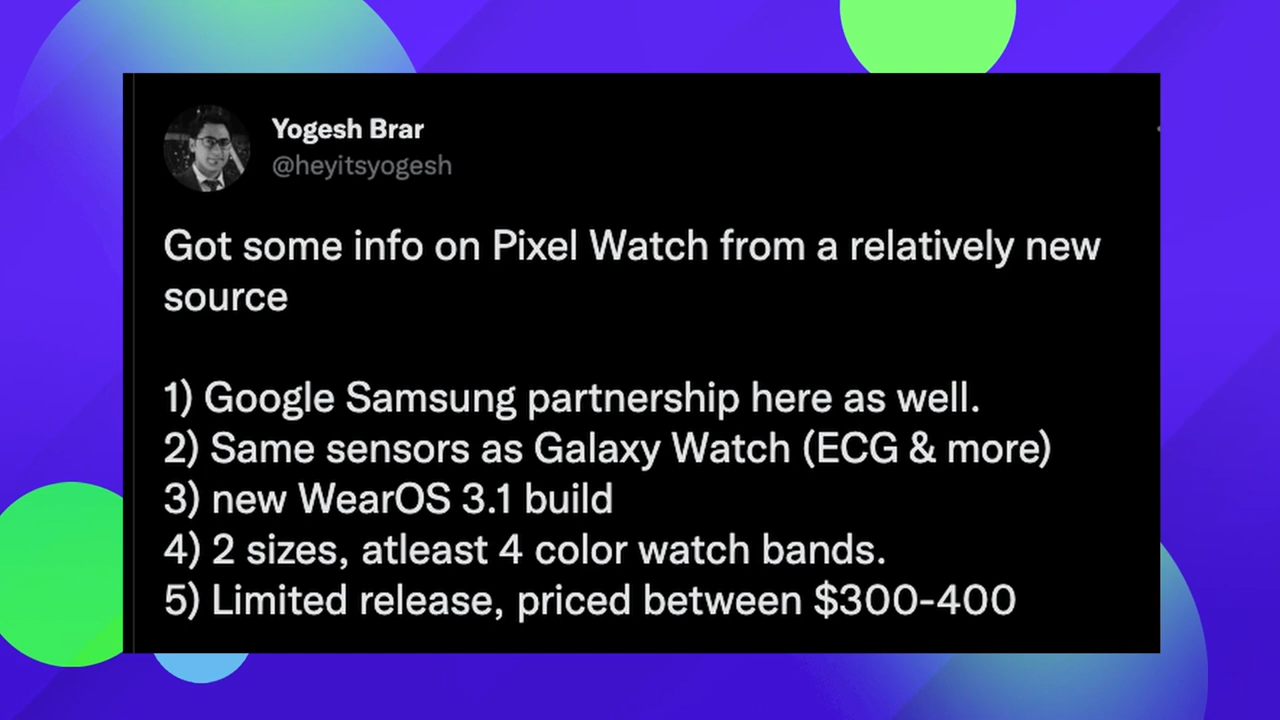 Yogesh Brar
@heyitsyogesh
Got some info on Pixel Watch from a relatively new
source
1) Google Samsung partnership here as well.
2) Same sensors as Galaxy Watch (ECG & more)
3) new WearOS 3.1 build
4) 2 sizes, atleast 4 color watch bands.
5) Limited release, priced between $300-400